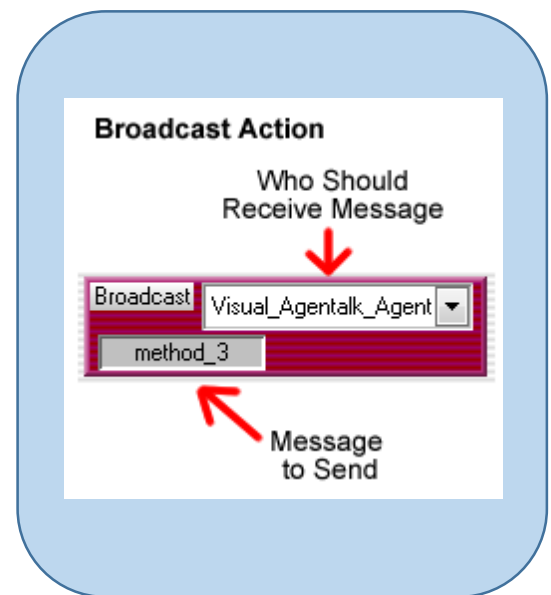 Broadcast Action
Who Should
Receive Message
Broadcast Visual_Agentalk_Agent
method_3
Message
to Send